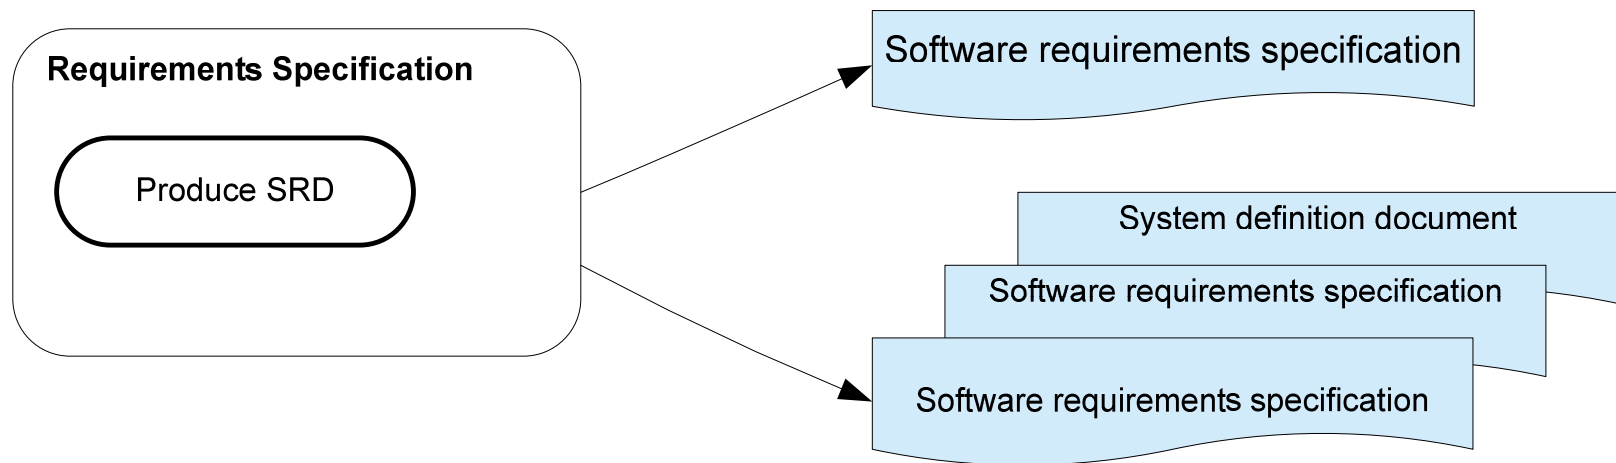 Requirements Specification
Produce SRD
Software requirements specification
System definition document
Software requirements specification
Software requirements specification